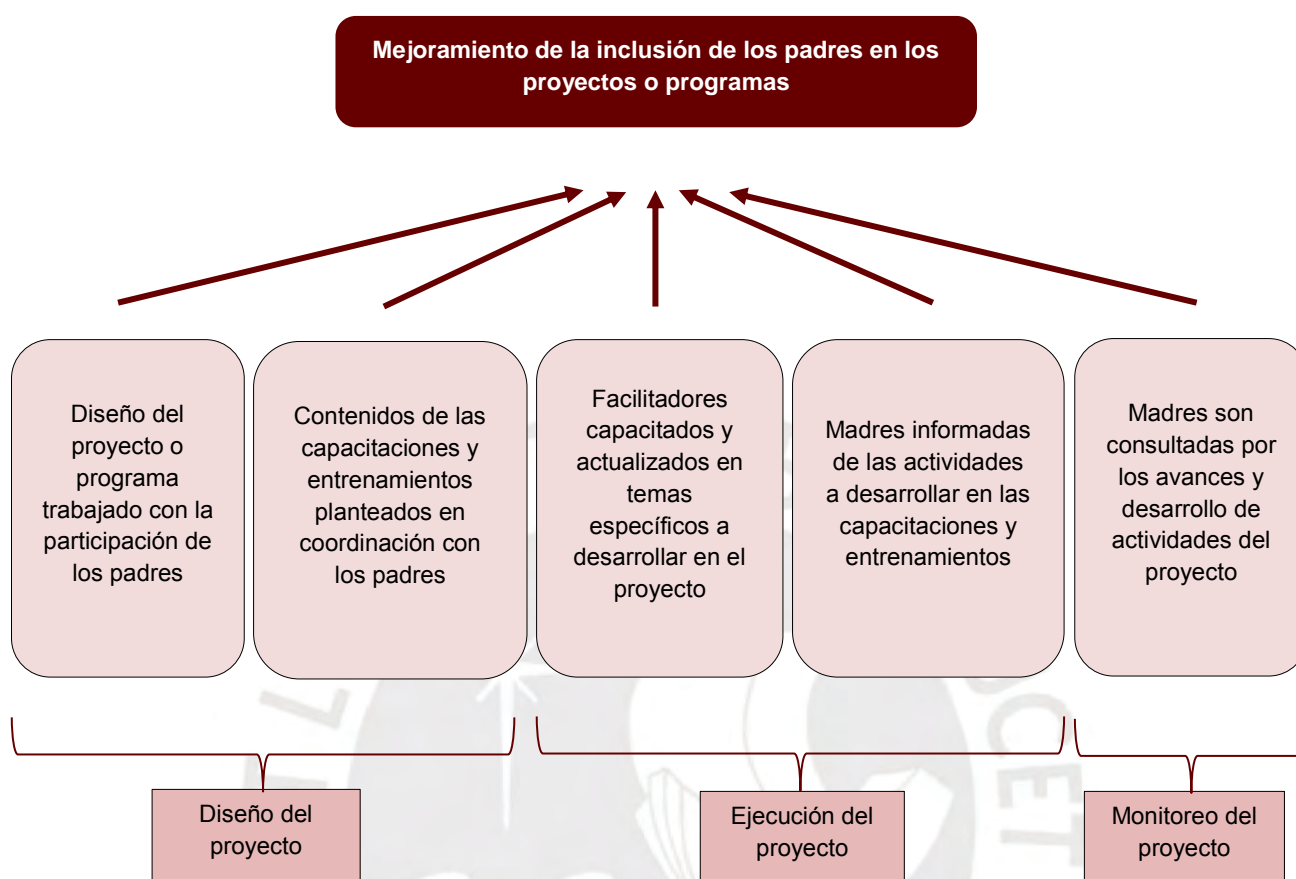 Mejoramiento de la inclusión de los padres en los
proyectos o programas
Diseño del
proyecto o
programa
trabajado con la
participación de
los padres
Contenidos de las
capacitaciones y
entrenamientos
planteados en
coordinación con
los padres
Facilitadores
capacitados y
actualizados en
temas
específicos a
desarrollar en el
proyecto
Madres informadas
de las actividades
a desarrollar en las
capacitaciones y
entrenamientos
Madres son
consultadas por
los avances y
desarrollo de
actividades del
proyecto
Diseño del
proyecto
Ejecución del
proyecto
Monitoreo del
proyecto